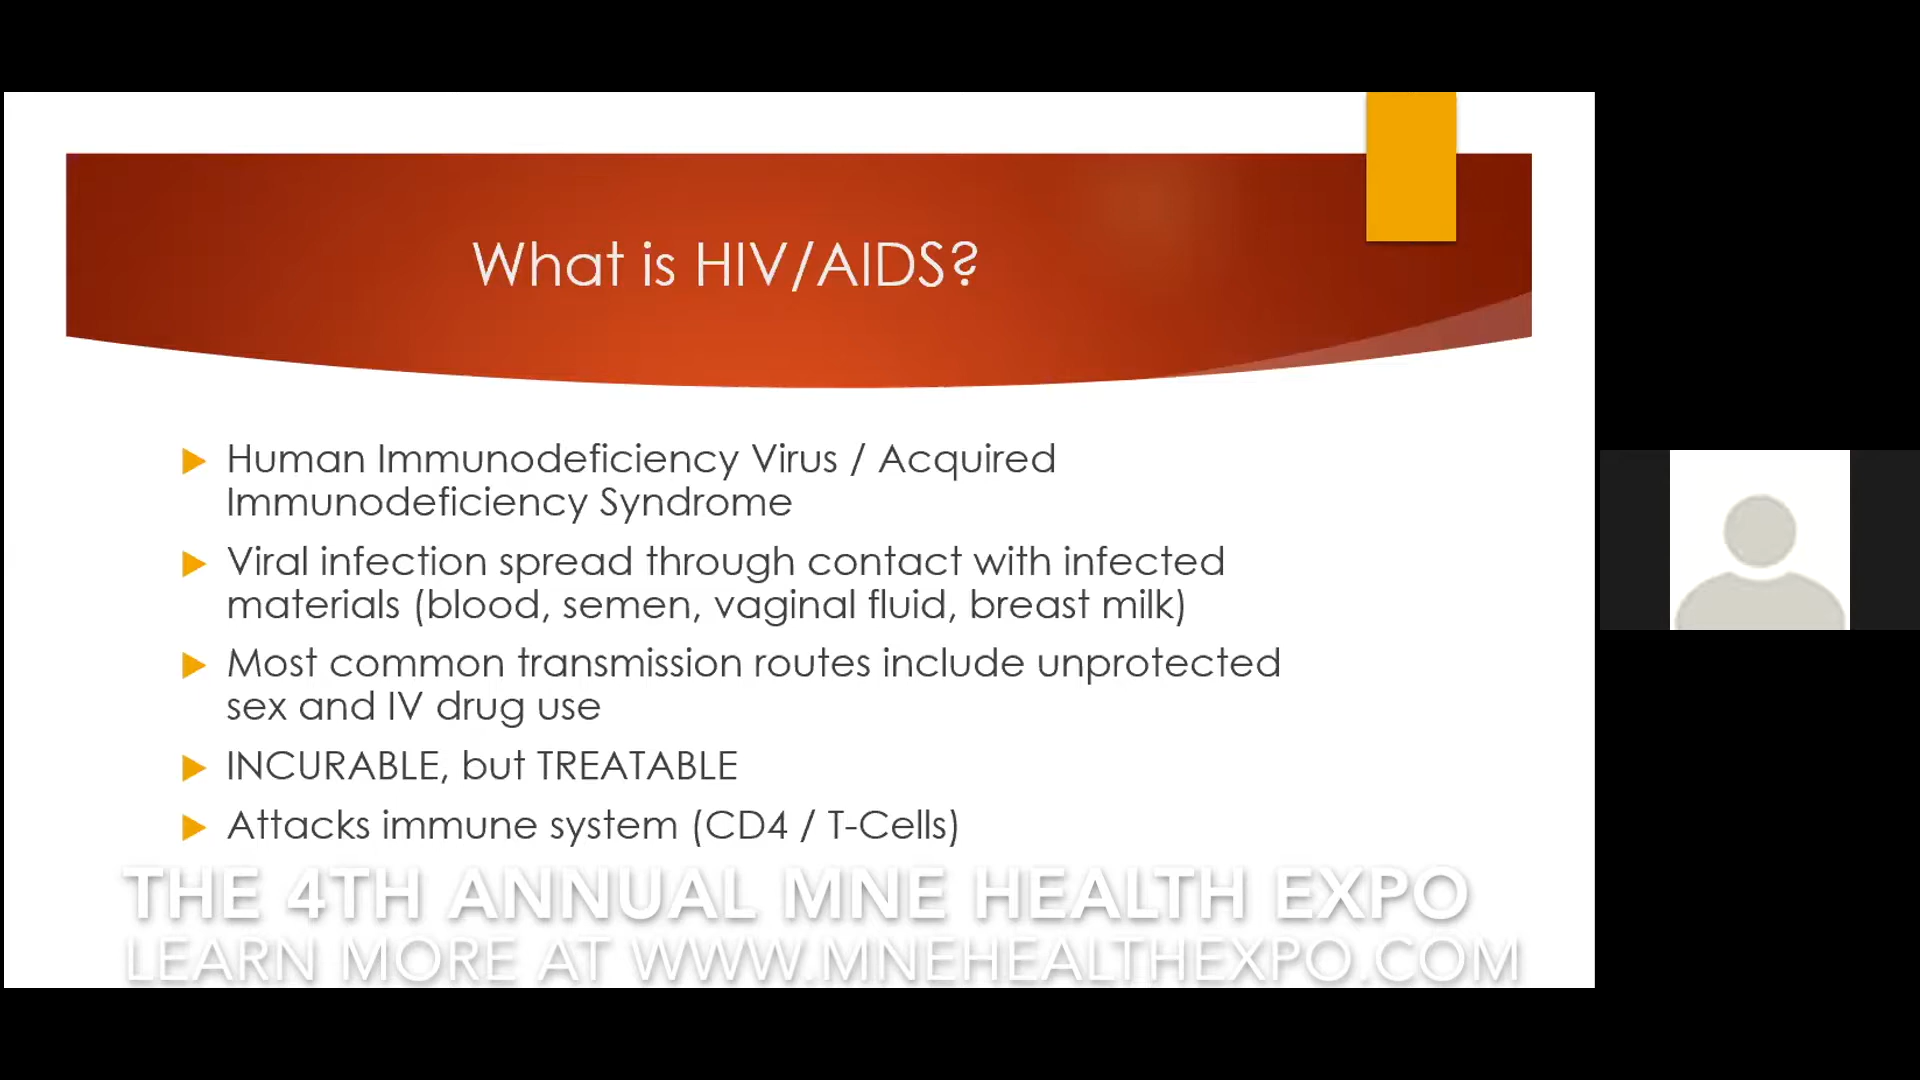 What is HIV/AIDS?
Human Immunodeficiency Virus / Acquired
Immunodeficiency Syndrome
Viral infection spread through contact with infected
materials (blood, semen, vaginal fluid, breast milk)
Most common transmission routes include unprotected
sex and IV drug use
INCURABLE, but TREATABLE
Attacks immune system (CD4 / T-Cells)
THE 4TH ANNUAL MNE HEALTH EXPO
LEARN MORE AT WWW.MNEHEALTHEXPO.COM